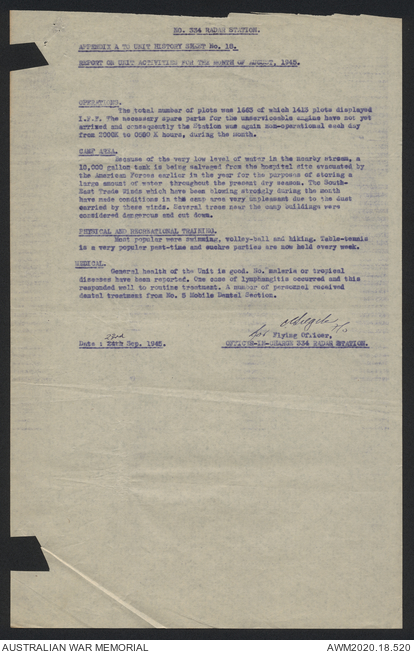 NO. 334 RADAR STATION.
APPENDIX A TO UNIT HISTORY SHEET No. 18.
REPORT ON UNIT ACTIVITIES FOR THE MONTH OF AUGUST, 1945.
OPERATIONS.
The total number of plots was 1665 of which 1413 plots displayed
I.F.F. The necessary spare parts for the unserviceable engine have not yet
arrived and consequently the Station was again non-operational each day
from 2000K to 0800 K hours, during the month.
CAMP AREA.
Because of the very low level of water in the nearby stream, a
10,000 gallon tank is being salvaged from the hospital site evacuated by
the American Forces earlier in the year for the purposes of storing a
large amount of water throughout the present dry season. The South-
East Trade Winds which have been blowing strongly during the month
have made conditions in the camp area very unpleasant due to the dust
carried by these winds. Several trees near the camp buildings were
considered dangerous and cut down.
PHYSICAL AND RECREATIONAL TRAINING.
Most popular were swimming, volley-ball and hiking. Table-tennis
is a very popular past-time and euchre parties are now held every week.
MEDICAL.
General health of the Unit is good. No. malaria or tropical
diseases have been reported. One case of lymphangitis occurred and this
responded well to routine treatment. A number of personnel received
dental treatment from No. 5 Mobile Dental Section.
for Flying Officer,
Date : Sep. 1945. OFFICER-IN-CHARGE 334 RADAR STATION.
AUSTRALIAN WAR MEMORIAL AWM2020.18.520